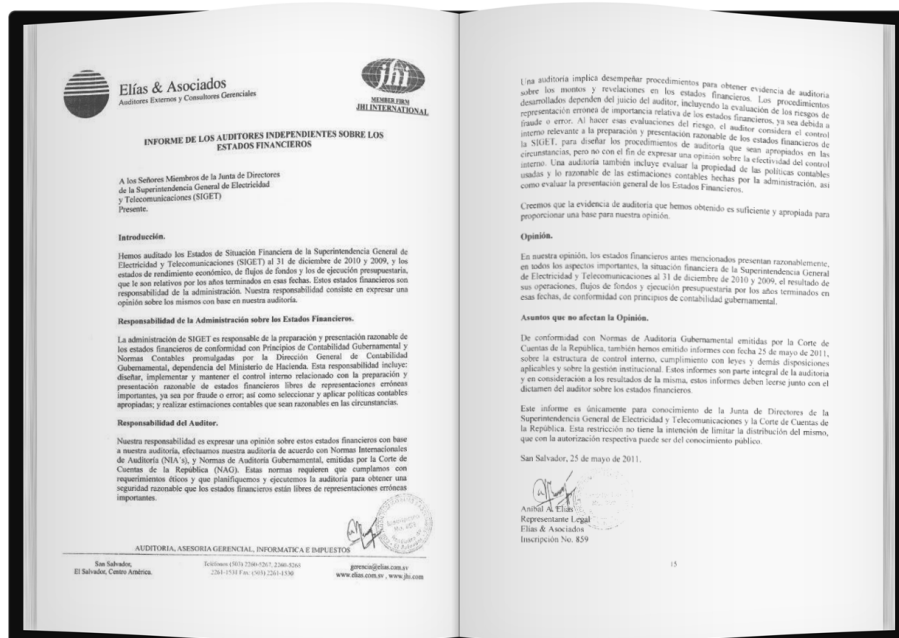 Elías & Asociados
Auditores Externos y Consultores Gerenciales
jhi
MEMBER FIRM
JHI INTERNATIONAL
INFORME DE LOS AUDITORES INDEPENDIENTES SOBRE LOS
ESTADOS FINANCIEROS
A los Señores Miembros de la Junta de Directores
de la Superintendencia General de Electricidad
y Telecomunicaciones (SIGET)
Presente.
Introducción.
Hemos auditado los Estados de Situación Financiera de la Superintendencia General de
Electricidad y Telecomunicaciones (SIGET) al 31 de diciembre de 2010 y 2009, y los
estados de rendimiento económico, de flujos de fondos y los de ejecución presupuestaria,
que le son relativos por los años terminados en esas fechas. Estos estados financieros son
responsabilidad de la administración. Nuestra responsabilidad consiste en expresar una
opinión sobre los mismos con base en nuestra auditoría.
Responsabilidad de la Administración sobre los Estados Financieros.
La administración de SIGET es responsable de la preparación y presentación razonable de
los estados financieros de conformidad con Principios de Contabilidad Gubernamental y
Normas Contables promulgadas por la Dirección General de Contabilidad
Gubernamental, dependencia del Ministerio de Hacienda. Esta responsabilidad incluye:
diseñar, implementar y mantener el control interno relacionado con la preparación y
presentación razonable de estados financieros libres de representaciones erróneas
importantes, ya sea por fraude o error; así como seleccionar y aplicar políticas contables
apropiadas; y realizar estimaciones contables que sean razonables en las circunstancias.
Responsabilidad del Auditor.
Nuestra responsabilidad es expresar una opinión sobre estos estados financieros con base
a nuestra auditoría, efectuamos nuestra auditoría de acuerdo con Normas Internacionales
de Auditoría (NIA´s), y Normas de Auditoría Gubernamental, emitidas por la Corte de
Cuentas de la República (NAG). Estas normas requieren que cumplamos con
requerimientos éticos y que planifiquemos y ejecutemos la auditoría para obtener una
seguridad razonable que los estados financieros están libres de representaciones erróneas
importantes.
AUDITORIA, ASESORIA GERENCIAL, INFORMATICA E IMPUESTOS
San Salvador,
El Salvador, Centro América.
Teléfonos (503) 2260-5267, 2260-5261
2261-1531 Fax: (503) 2261-1330
gerencia@elias.com.sv
www.elias.com.sv , www.jhi.com
Una auditoría implica desempeñar procedimientos para obtener evidencia de auditoría
sobre los montos y revelaciones en los estados financieros. Los procedimientos
desarrollados dependen del juicio del auditor, incluyendo la evaluación de los riesgos de
representación errónea de importancia relativa de los estados financieros, ya sea debida a
fraude o error. Al hacer esas evaluaciones del riesgo, el auditor considera el control
interno relevante a la preparación y presentación razonable de los estados financieros de
la SIGET, para diseñar los procedimientos de auditoría que sean apropiados en las
circunstancias, pero no con el fin de expresar una opinión sobre la efectividad del control
interno. Una auditoría también incluye evaluar la propiedad de las políticas contables
usadas y lo razonable de las estimaciones contables hechas por la administración, así
como evaluar la presentación general de los Estados Financieros.
Creemos que la evidencia de auditoría que hemos obtenido es suficiente y apropiada para
proporcionar una base para nuestra opinión.
Opinión.
En nuestra opinión, los estados financieros antes mencionados presentan razonablemente,
en todos los aspectos importantes, la situación financiera de la Superintendencia General
de Electricidad y Telecomunicaciones al 31 de diciembre de 2010 y 2009, el resultado de
sus operaciones, flujos de fondos y ejecución presupuestaria por los años terminados en
esas fechas, de conformidad con principios de contabilidad gubernamental.
Asuntos que no afectan la Opinión.
De conformidad con Normas de Auditoría Gubernamental emitidas por la Corte de
Cuentas de la República, también hemos emitido informes con fecha 25 de mayo de 2011,
sobre la estructura de control interno, cumplimiento con leyes y demás disposiciones
aplicables y sobre la gestión institucional. Estos informes son parte integral de la auditoría
y en consideración a los resultados de la misma, estos informes deben leerse junto con el
dictamen del auditor sobre los estados financieros.
Este informe es únicamente para conocimiento de la Junta de Directores de la
Superintendencia General de Electricidad y Telecomunicaciones y la Corte de Cuentas de
la República. Esta restricción no tiene la intención de limitar la distribución del mismo,
que con la autorización respectiva puede ser del conocimiento público.
San Salvador, 25 de mayo de 2011.
Aníbal A. Elías
Representante Legal
Elías & Asociados
Inscripción No. 859
15